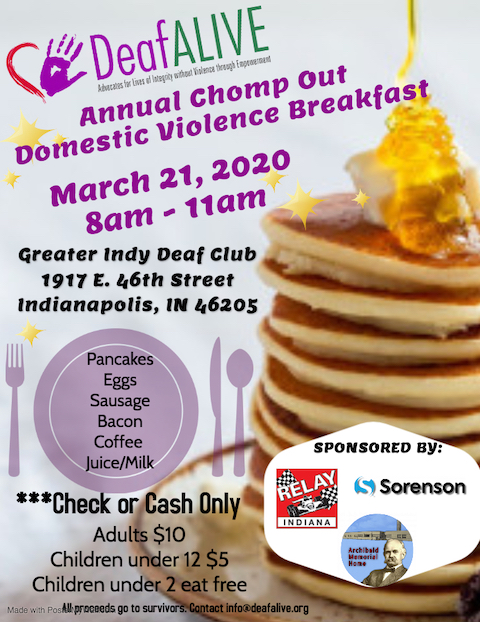 DeafALIVE
Advocates for Lives of Integrity without Violence through Empowerment
Annual Chomp Out
Domestic Violence Breakfast
March 21, 2020
8am - 11am
Greater Indy Deaf Club
1917 E. 46th Street
Indianapolis, IN 46205
Pancakes
Eggs
Sausage
Bacon
Coffee
Juice/Milk
SPONSORED BY:
RELAY
INDIANA
Sorenson
Archibald
Memorial
Home
***Check or Cash Only
Adults $10
Children under 12 $5
Children under 2 eat free
All proceeds go to survivors. Contact info@deafalive.org
Made with